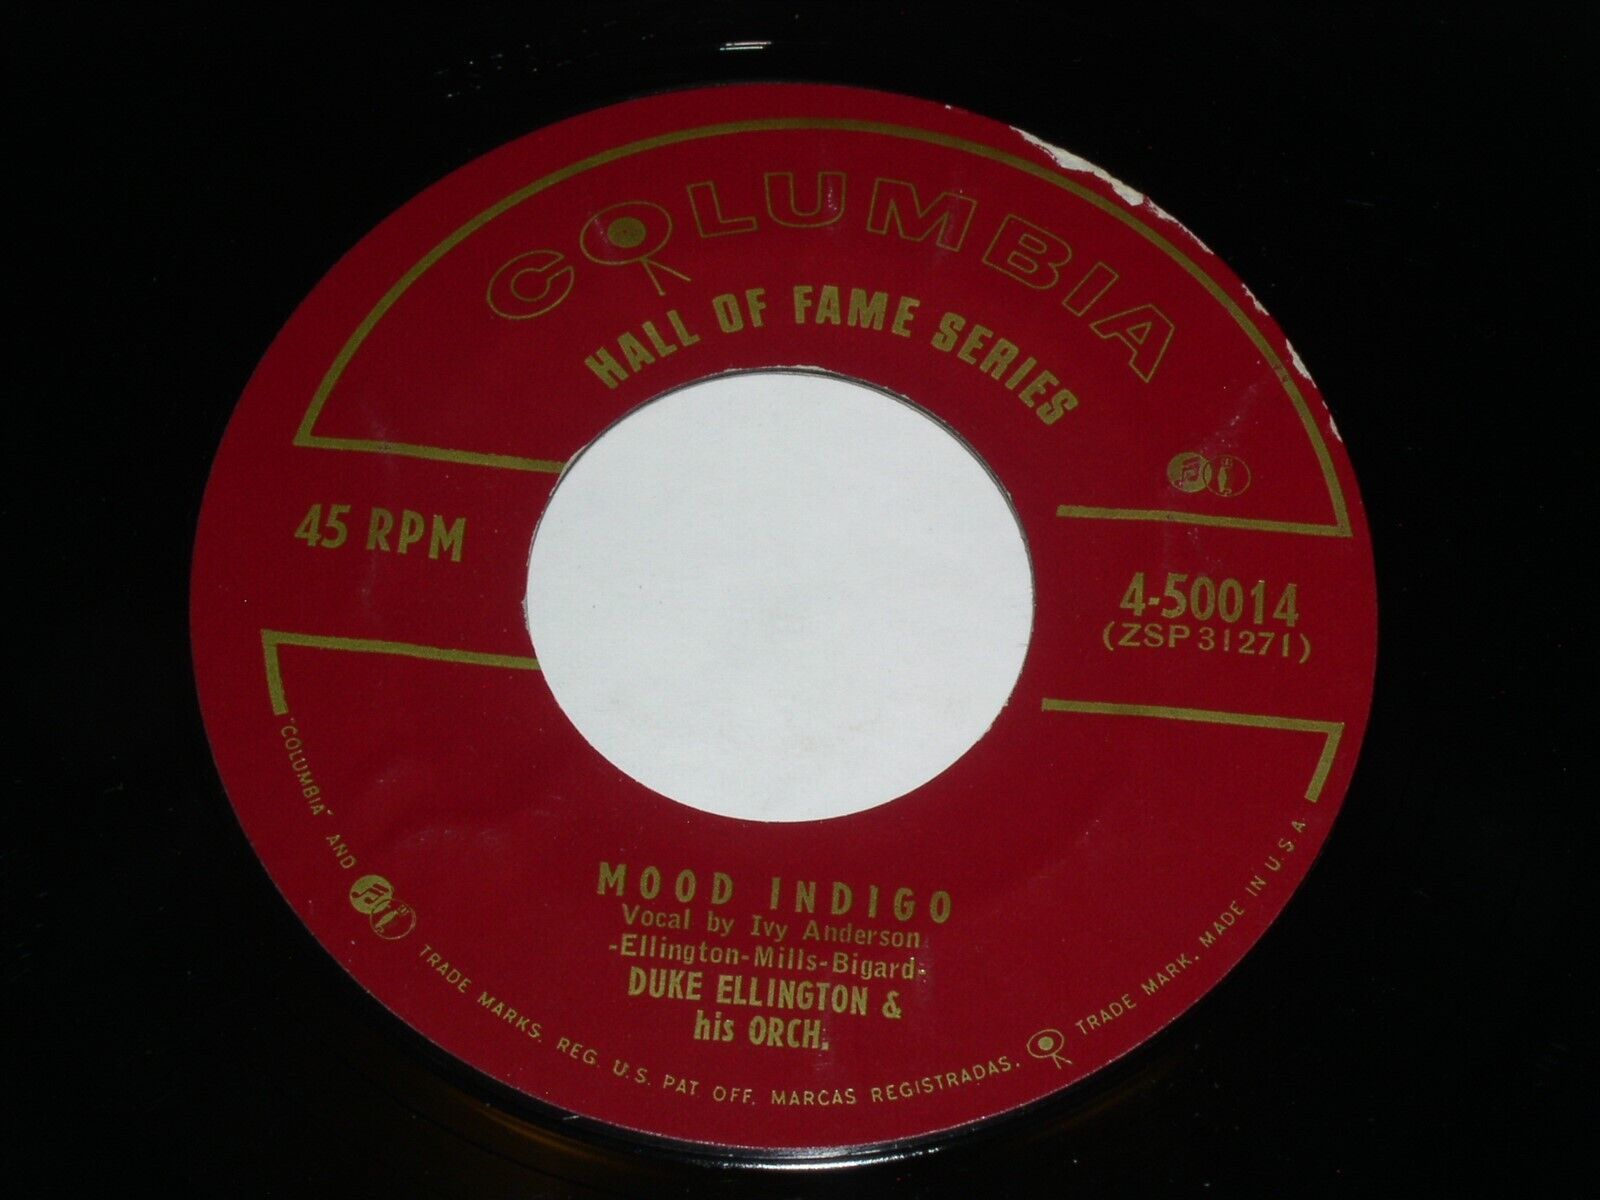 COLUMBIA
HALL OF FAME SERIES
45 RPM
4-50014
(ZSP 31271)
MOOD INDIGO
Vocal by Ivy Anderson
-Ellington-Mills-Bigard-
DUKE ELLINGTON &
his ORCH.
"COLUMBIA" AND TRADE MARKS. REG. U.S. PAT. OFF. MARCAS REGISTRADAS. TRADE MARK. MADE IN U.S.A.